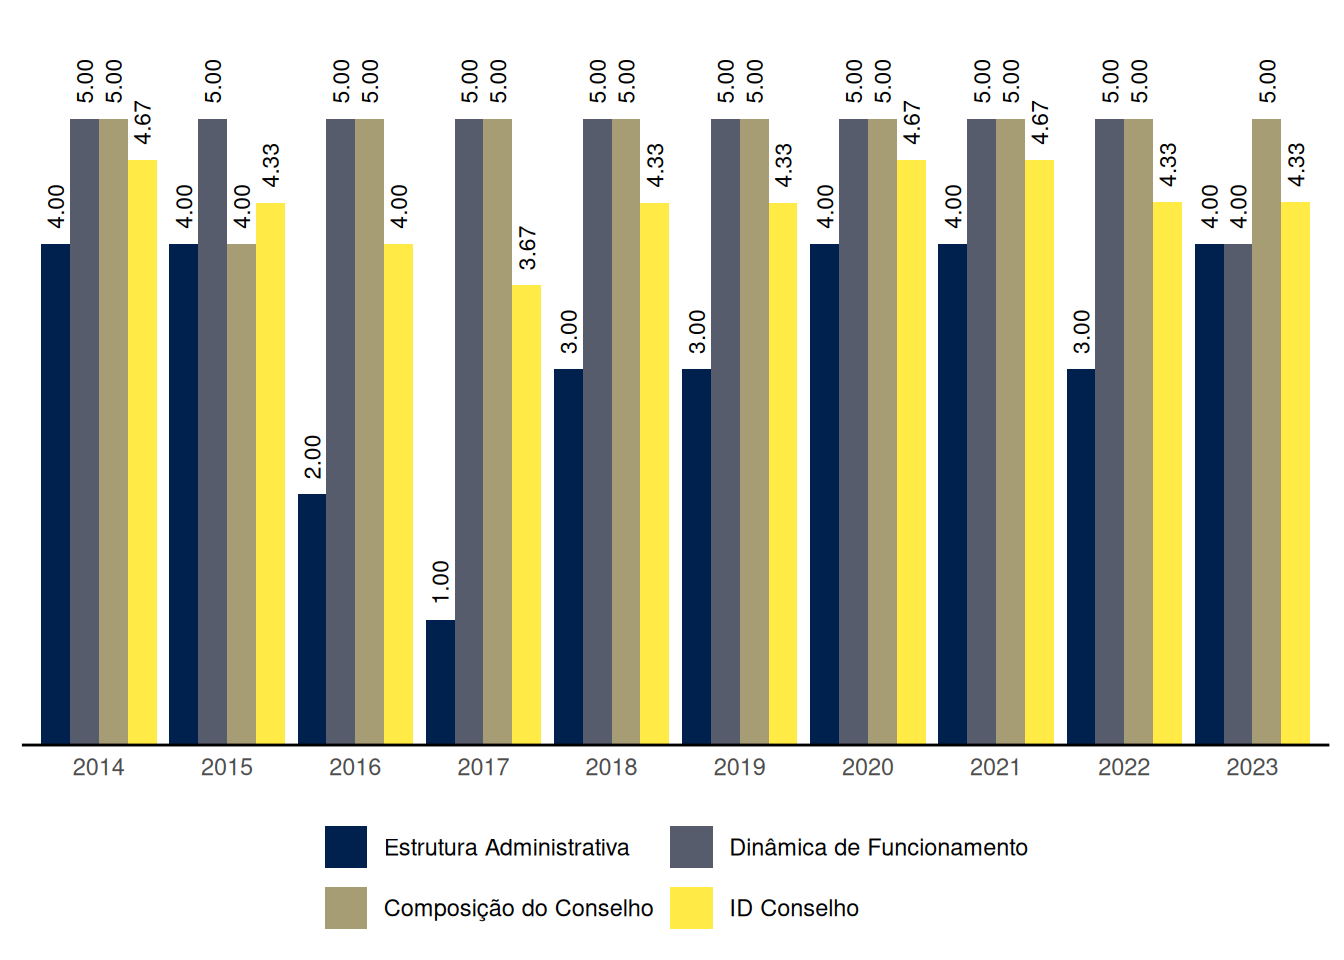 4.00 5.00 5.00 4.67 4.00 5.00 4.00 4.33 2.00 5.00 5.00 4.00 1.00 5.00 5.00 3.67 3.00 5.00 5.00 4.33 3.00 5.00 5.00 4.33 4.00 5.00 5.00 4.67 4.00 5.00 5.00 4.67 3.00 5.00 5.00 4.33 4.00 4.00 5.00 4.33
2014 2015 2016 2017 2018 2019 2020 2021 2022 2023
Estrutura Administrativa Dinâmica de Funcionamento
Composição do Conselho ID Conselho